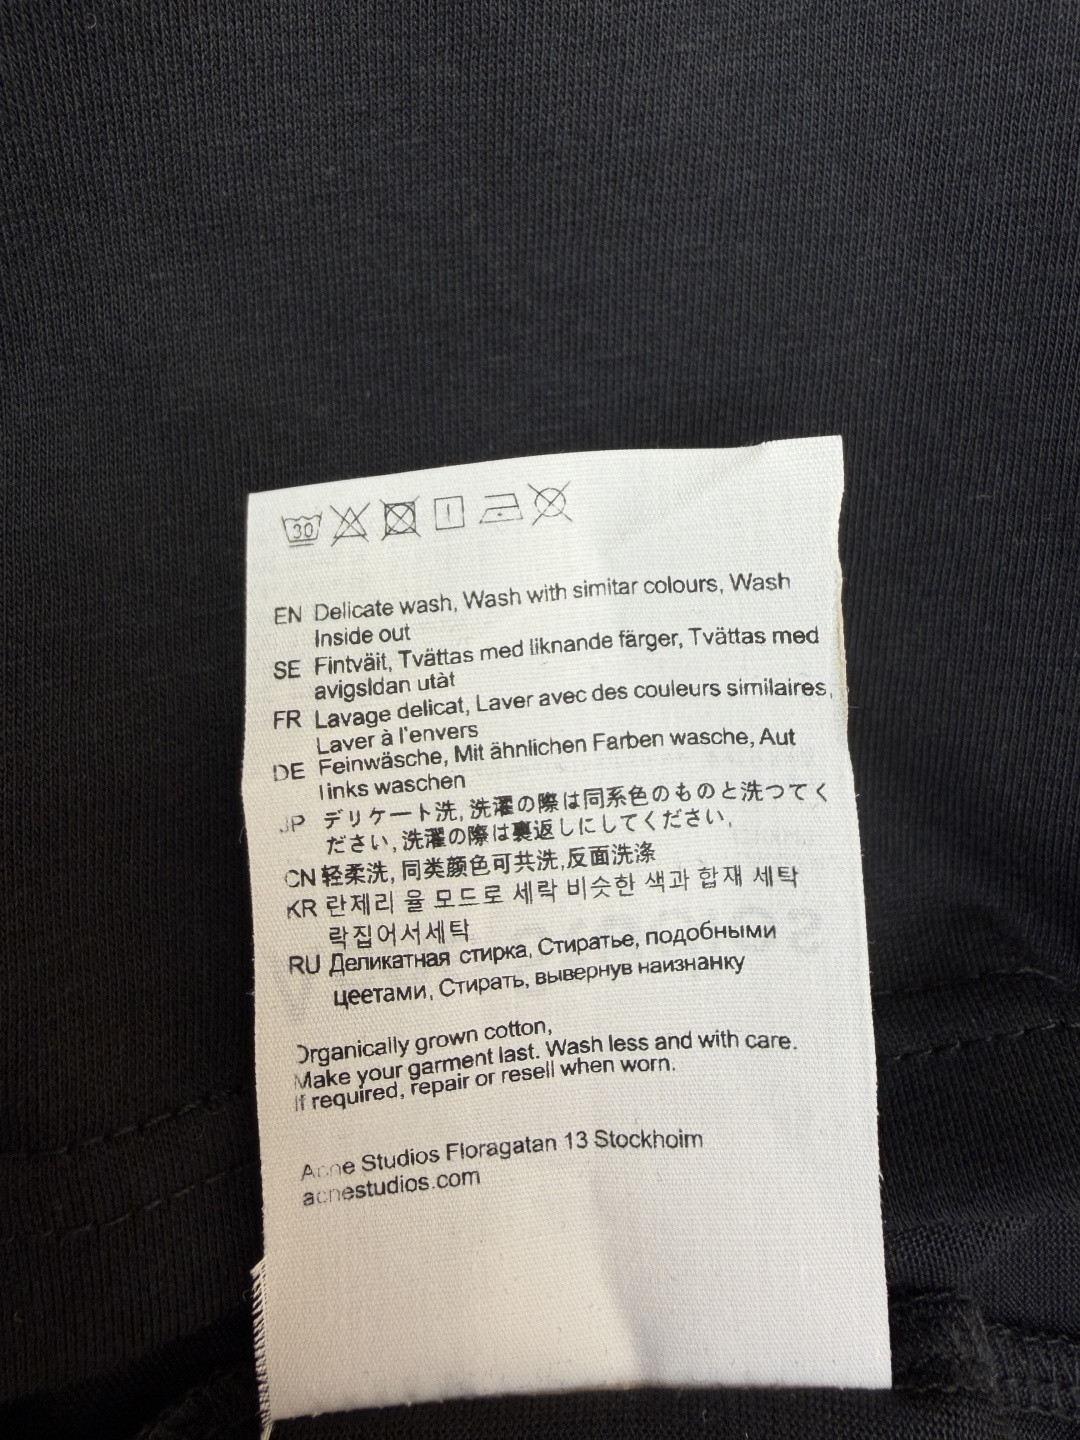 30
EN Delicate wash, Wash with simitar colours, Wash
Inside out
SE Fintväit, Tvättas med liknande färger, Tvättas med
avigsldan utàt
FR Lavage delicat, Laver avec des couleurs similaires,
Laver à l'envers
DE Feinwäsche, Mit ähnlichen Farben wasche, Aut
links waschen
JP デリケート洗, 洗濯の際は同系色のものと洗つてく
ださい, 洗濯の際は裏返しにしてください,
CN 轻柔洗, 同类颜色可共洗,反面洗涤
KR 란제리 율 모드로 세락 비슷한 색과 합재 세탁
락집어서세탁
RU Деликатная стирка, Стиратье, подобными
цеетами, Стирать, вывернув наизнанку
Organically grown cotton,
Make your garment last. Wash less and with care.
If required, repair or resell when worn.
Acne Studios Floragatan 13 Stockhoim
acnestudios.com